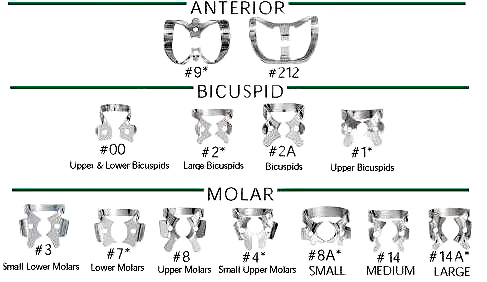 ANTERIOR
#9* #212
BICUSPID
#00 #2* #2A #1*
Upper & Lower Bicuspids Large Bicuspids Bicuspids Upper Bicuspids
MOLAR
#3 #7* #8 #4* #8A* #14 #14A*
Small Lower Molars Lower Molars Upper Molars Small Upper Molars SMALL MEDIUM LARGE